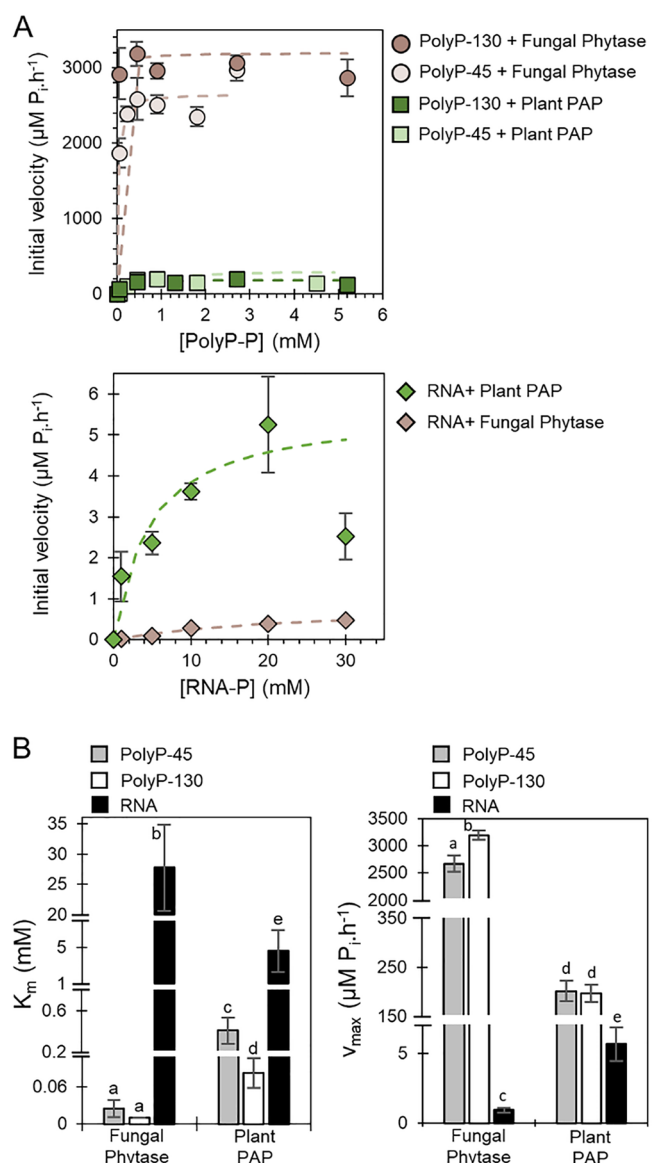 A
Initial velocity (µM Pi.h⁻¹)
3000
2000
1000
0
0 1 2 3 4 5 6
[PolyP-P] (mM)
PolyP-130 + Fungal Phytase
PolyP-45 + Fungal Phytase
PolyP-130 + Plant PAP
PolyP-45 + Plant PAP
Initial velocity (µM Pi.h⁻¹)
6
5
4
3
2
1
0
0 10 20 30
[RNA-P] (mM)
RNA+ Plant PAP
RNA+ Fungal Phytase
B
PolyP-45
PolyP-130
RNA
Km (mM)
35
30
25
20
5
1
0.6
0.2
0.06
0
a a b
c d e
Fungal Phytase
Plant PAP
PolyP-45
PolyP-130
RNA
vmax (µM Pi.h⁻¹)
3500
3000
2500
2000
350
250
150
5
0
a b c
d d e
Fungal Phytase
Plant PAP